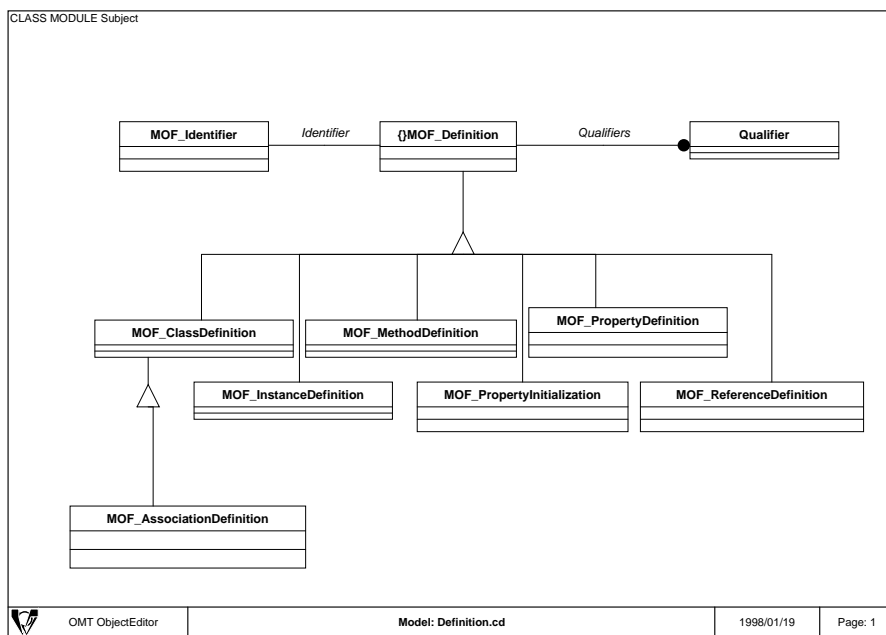 CLASS MODULE Subject
MOF_Identifier
Identifier
{}MOF_Definition
Qualifiers
Qualifier
MOF_ClassDefinition
MOF_MethodDefinition
MOF_PropertyDefinition
MOF_InstanceDefinition
MOF_PropertyInitialization
MOF_ReferenceDefinition
MOF_AssociationDefinition
OMT ObjectEditor
Model: Definition.cd
1998/01/19
Page: 1